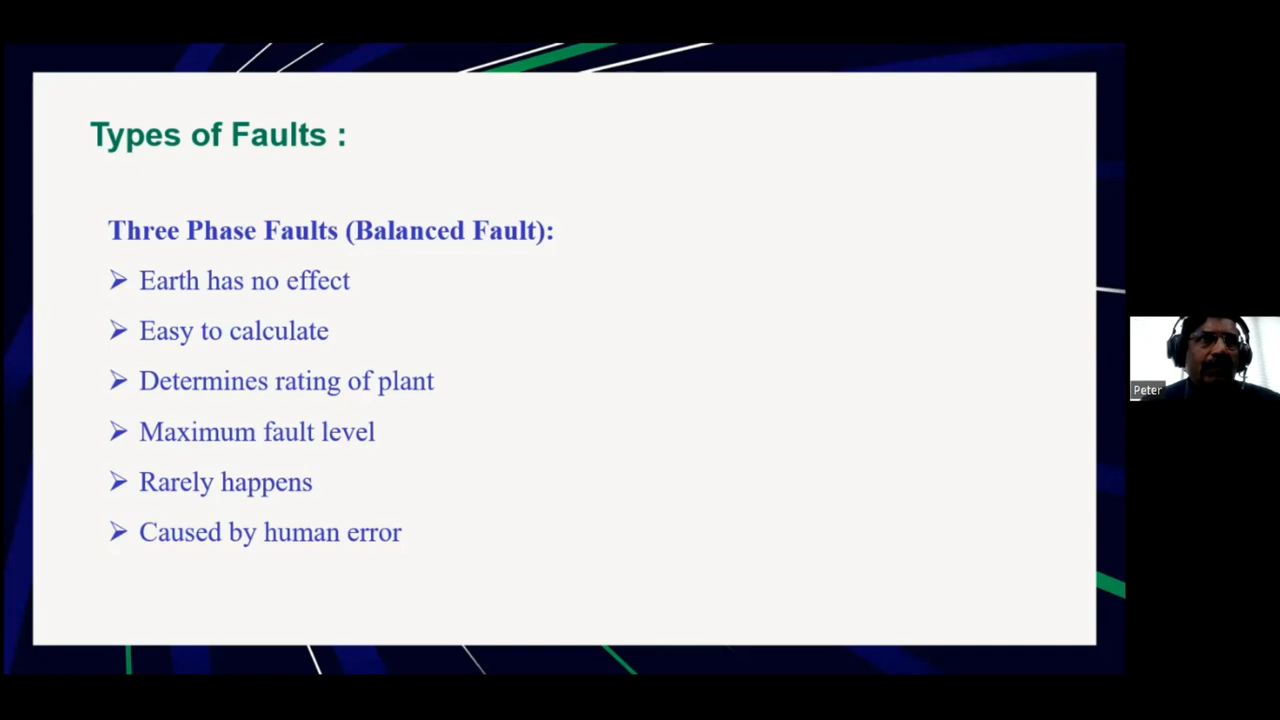 Types of Faults :
Three Phase Faults (Balanced Fault):
Earth has no effect
Easy to calculate
Determines rating of plant
Maximum fault level
Rarely happens
Caused by human error
Peter